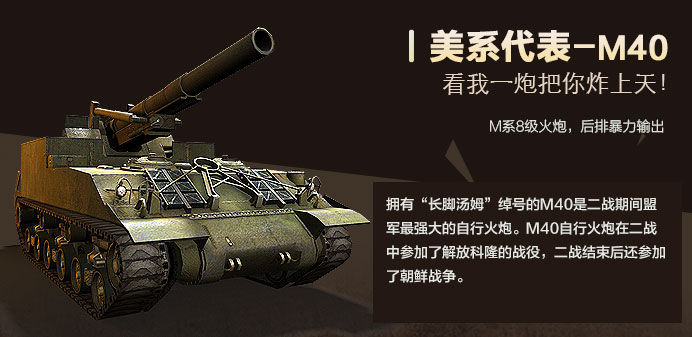 美系代表-M40
看我一炮把你炸上天！
M系8级火炮，后排暴力输出
拥有“长脚汤姆”绰号的M40是二战期间盟
军最强大的自行火炮。M40自行火炮在二战
中参加了解放科隆的战役，二战结束后还参加
了朝鲜战争。